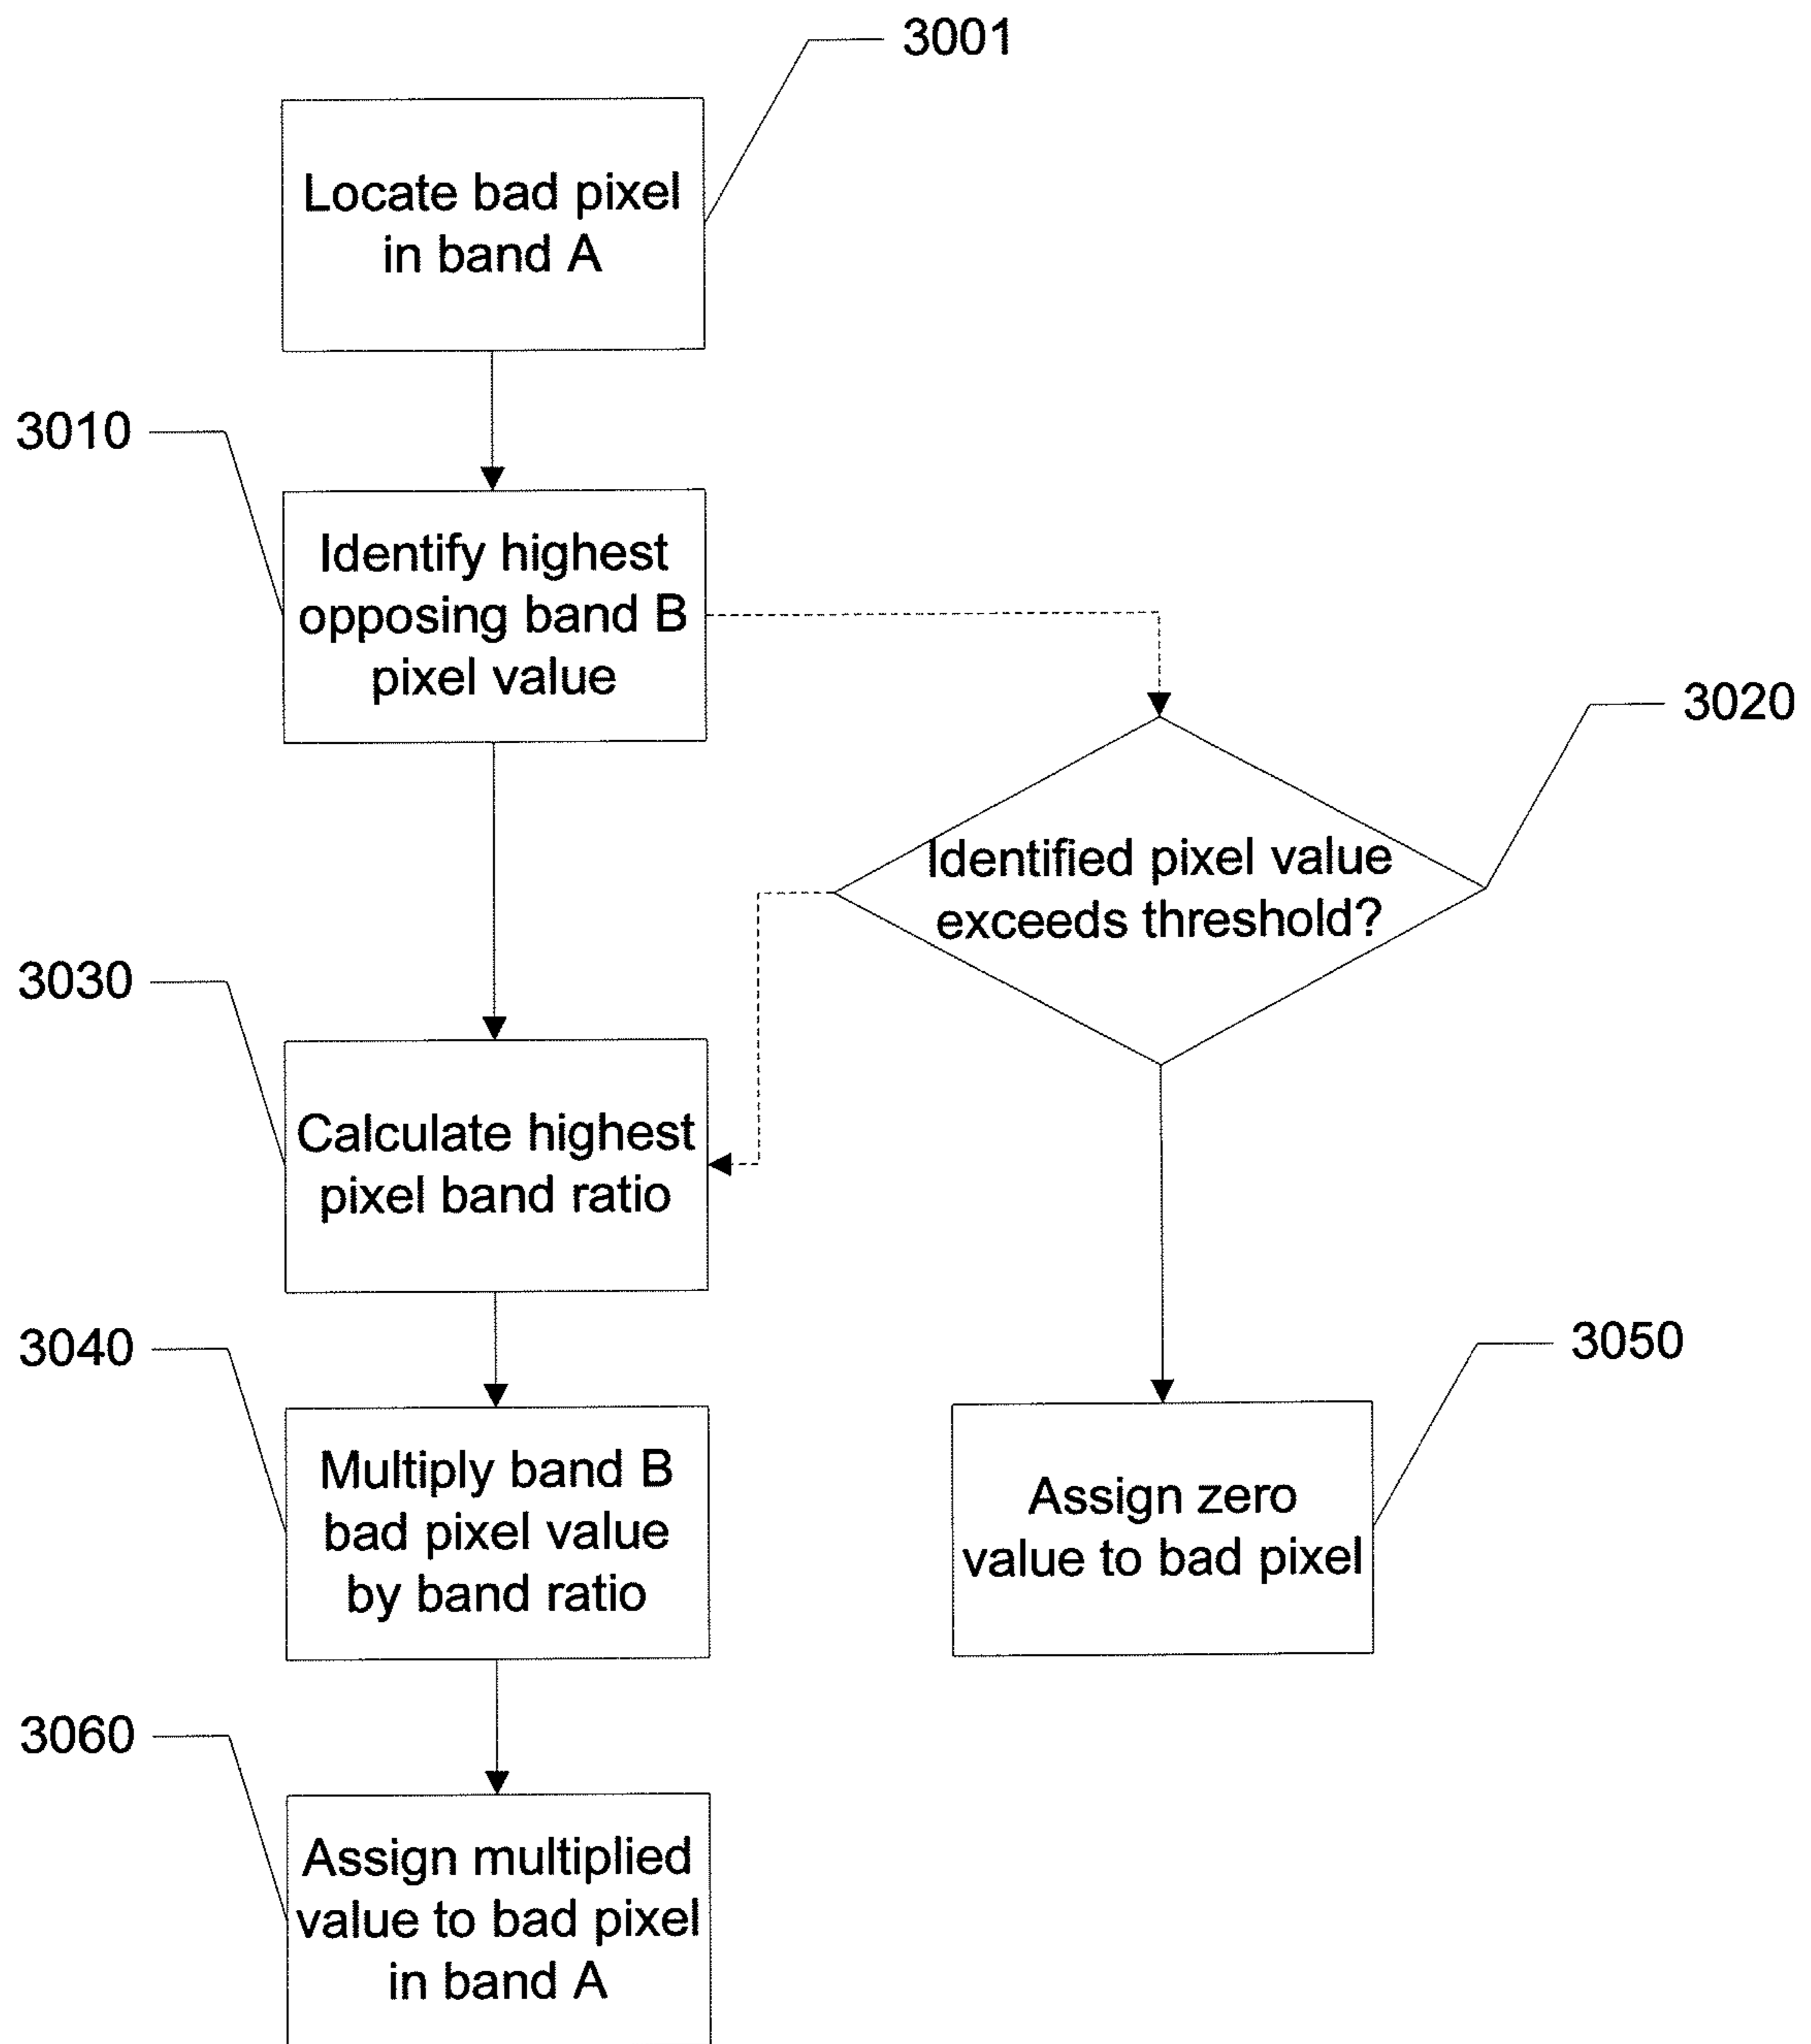 3001
Locate bad pixel
in band A
3010
Identify highest
opposing band B
pixel value
3020
Identified pixel value
exceeds threshold?
3030
Calculate highest
pixel band ratio
3040
Multiply band B
bad pixel value
by band ratio
3050
Assign zero
value to bad pixel
3060
Assign multiplied
value to bad pixel
in band A